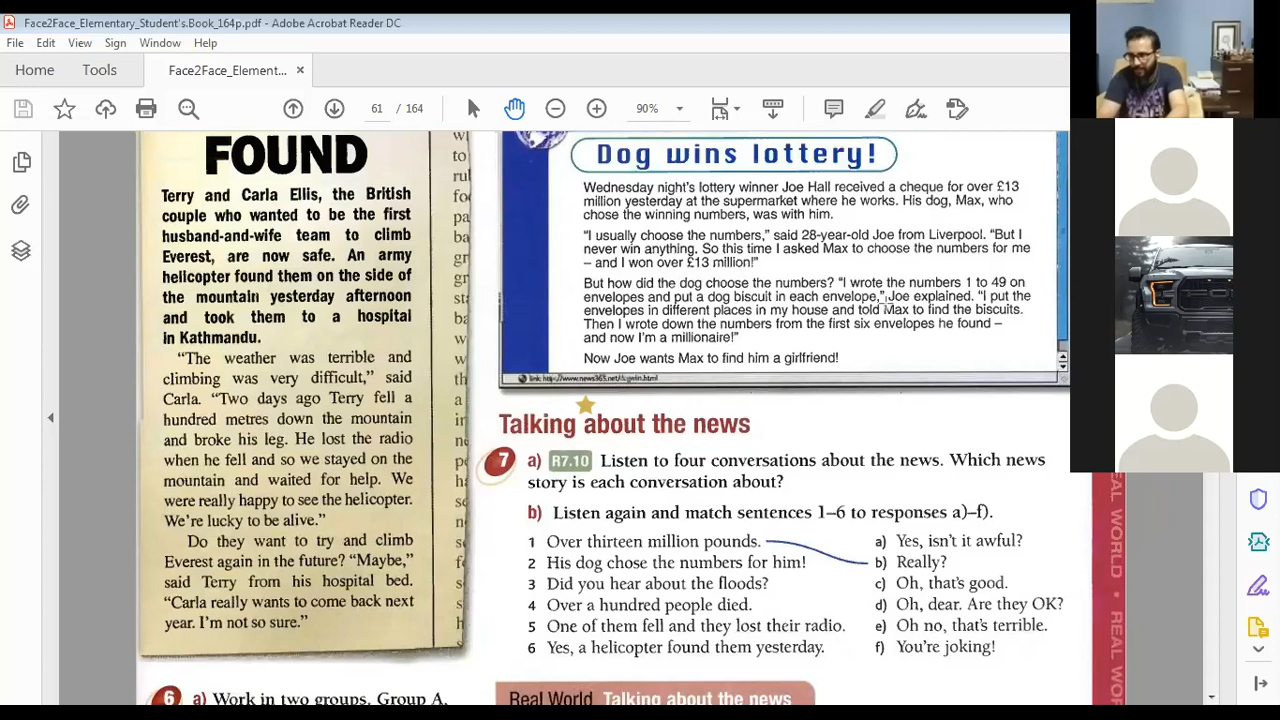 Face2Face_Elementary_Student's.Book_164p.pdf - Adobe Acrobat Reader DC
File Edit View Sign Window Help
Home Tools Face2Face_Element... ×
61 / 164 90%
FOUND
Terry and Carla Ellis, the British
couple who wanted to be the first
husband-and-wife team to climb
Everest, are now safe. An army
helicopter found them on the side of
the mountain yesterday afternoon
and took them to a hospital
in Kathmandu.
"The weather was terrible and
climbing was very difficult," said
Carla. "Two days ago Terry fell a
hundred metres down the mountain
and broke his leg. He lost the radio
when he fell and so we stayed on the
mountain and waited for help. We
were really happy to see the helicopter.
We're lucky to be alive."
Do they want to try and climb
Everest again in the future? "Maybe,"
said Terry from his hospital bed.
"Carla really wants to come back next
year. I'm not so sure."
Dog wins lottery!
Wednesday night's lottery winner Joe Hall received a cheque for over £13
million yesterday at the supermarket where he works. His dog, Max, who
chose the winning numbers, was with him.
"I usually choose the numbers," said 28-year-old Joe from Liverpool. "But I
never win anything. So this time I asked Max to choose the numbers for me
– and I won over £13 million!"
But how did the dog choose the numbers? "I wrote the numbers 1 to 49 on
envelopes and put a dog biscuit in each envelope," Joe explained. "I put the
envelopes in different places in my house and told Max to find the biscuits.
Then I wrote down the numbers from the first six envelopes he found –
and now I'm a millionaire!"
Now Joe wants Max to find him a girlfriend!
link: http://www.news365.net/dogwin.html
Talking about the news
7 a) R7.10 Listen to four conversations about the news. Which news
story is each conversation about?
b) Listen again and match sentences 1–6 to responses a)–f).
1 Over thirteen million pounds. a) Yes, isn't it awful?
2 His dog chose the numbers for him! b) Really?
3 Did you hear about the floods? c) Oh, that's good.
4 Over a hundred people died. d) Oh, dear. Are they OK?
5 One of them fell and they lost their radio. e) Oh no, that's terrible.
6 Yes, a helicopter found them yesterday. f) You're joking!
6 a) Work in two groups. Group A,
Real World Talking about the news
REAL WORLD • REAL WO